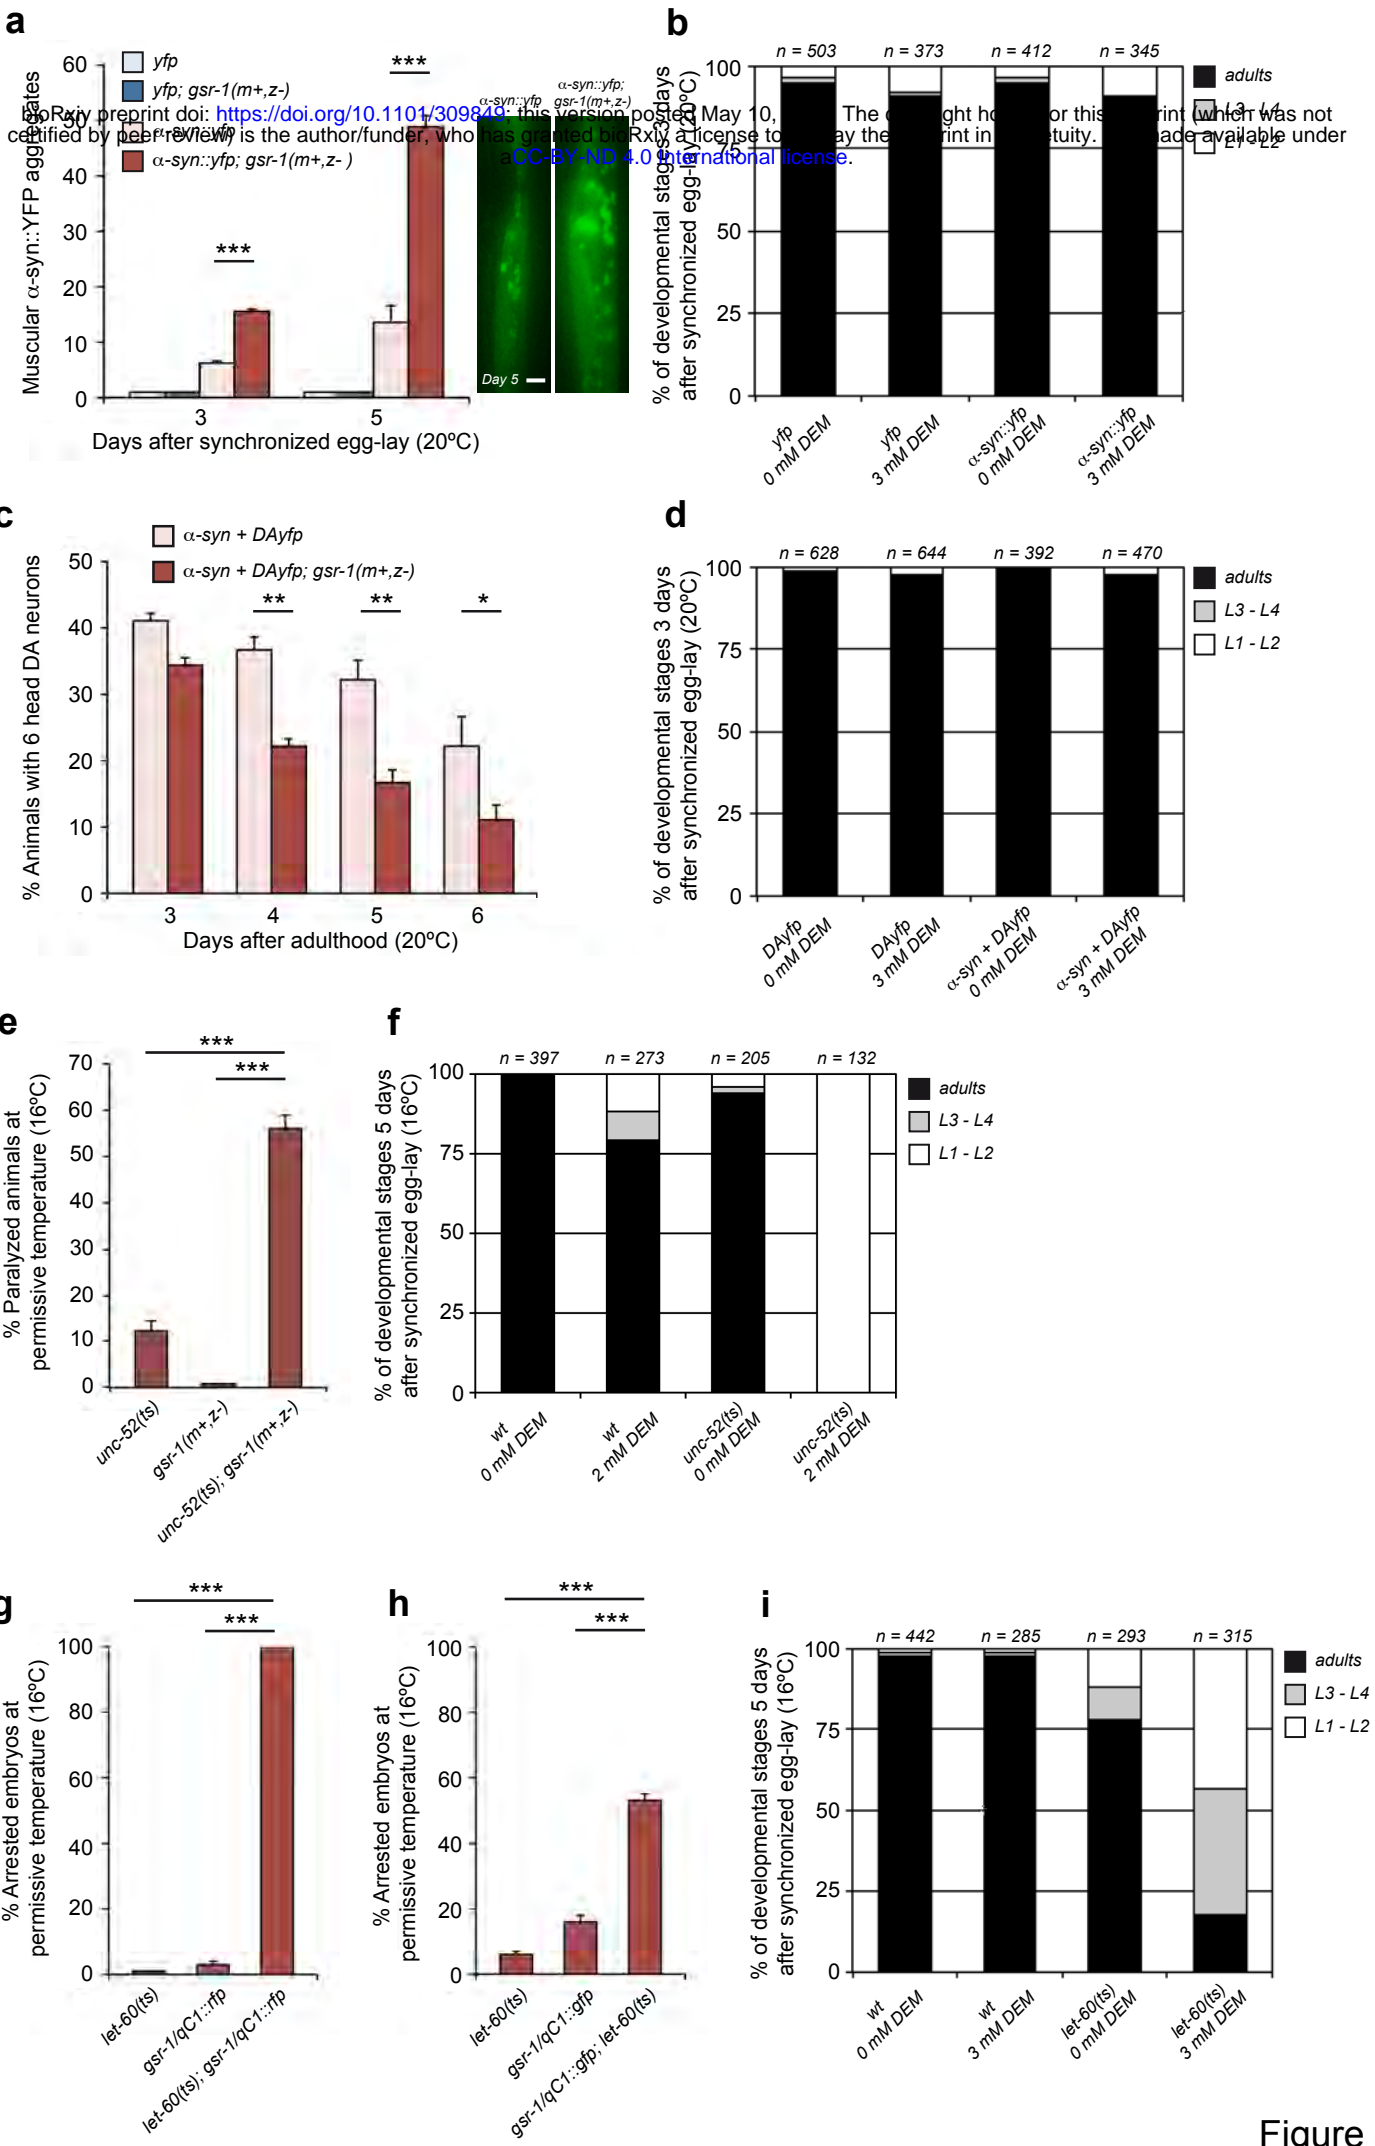 a
60
50
40
30
20
10
0
Muscular α-syn::YFP aggregates
yfp
yfp; gsr-1(m+,z-)
α-syn::yfp
α-syn::yfp; gsr-1(m+,z- )
***
***
3
5
Days after synchronized egg-lay (20ºC)
α-syn::yfp
α-syn::yfp;
gsr-1(m+,z-)
Day 5
bioRxiv preprint doi: https://doi.org/10.1101/309849; this version posted May 10, The
certified by peer review) is the author/funder, who has granted bioRxiv a license to
aCC-BY-ND 4.0 International license.
(which was not
made available under
b
n = 503
n = 373
n = 412
n = 345
100
75
50
25
0
% of developmental stages 3 days
after synchronized egg-lay (20ºC)
adults
L3 - L4
L1 - L2
yfp
0 mM DEM
yfp
3 mM DEM
α-syn::yfp
0 mM DEM
α-syn::yfp
3 mM DEM
c
α-syn + DAyfp
α-syn + DAyfp; gsr-1(m+,z-)
50
40
30
20
10
0
% Animals with 6 head DA neurons
**
**
*
3
4
5
6
Days after adulthood (20ºC)
d
n = 628
n = 644
n = 392
n = 470
100
75
50
25
0
% of developmental stages 3 days
after synchronized egg-lay (20ºC)
adults
L3 - L4
L1 - L2
DAyfp
0 mM DEM
DAyfp
3 mM DEM
α-syn + DAyfp
0 mM DEM
α-syn + DAyfp
3 mM DEM
e
***
***
70
60
50
40
30
20
10
0
% Paralyzed animals at
permissive temperature (16ºC)
unc-52(ts)
gsr-1(m+,z-)
unc-52(ts); gsr-1(m+,z-)
f
n = 397
n = 273
n = 205
n = 132
100
75
50
25
0
% of developmental stages 5 days
after synchronized egg-lay (16ºC)
adults
L3 - L4
L1 - L2
wt
0 mM DEM
wt
2 mM DEM
unc-52(ts)
0 mM DEM
unc-52(ts)
2 mM DEM
g
***
***
100
80
60
40
20
0
% Arrested embryos at
permissive temperature (16ºC)
let-60(ts)
gsr-1/qC1::rfp
let-60(ts); gsr-1/qC1::rfp
h
***
***
100
80
60
40
20
0
% Arrested embryos at
permissive temperature (16ºC)
let-60(ts)
gsr-1/qC1::gfp
gsr-1/qC1::gfp; let-60(ts)
i
n = 442
n = 285
n = 293
n = 315
100
75
50
25
0
% of developmental stages 5 days
after synchronized egg-lay (16ºC)
adults
L3 - L4
L1 - L2
wt
0 mM DEM
wt
3 mM DEM
let-60(ts)
0 mM DEM
let-60(ts)
3 mM DEM
Figure